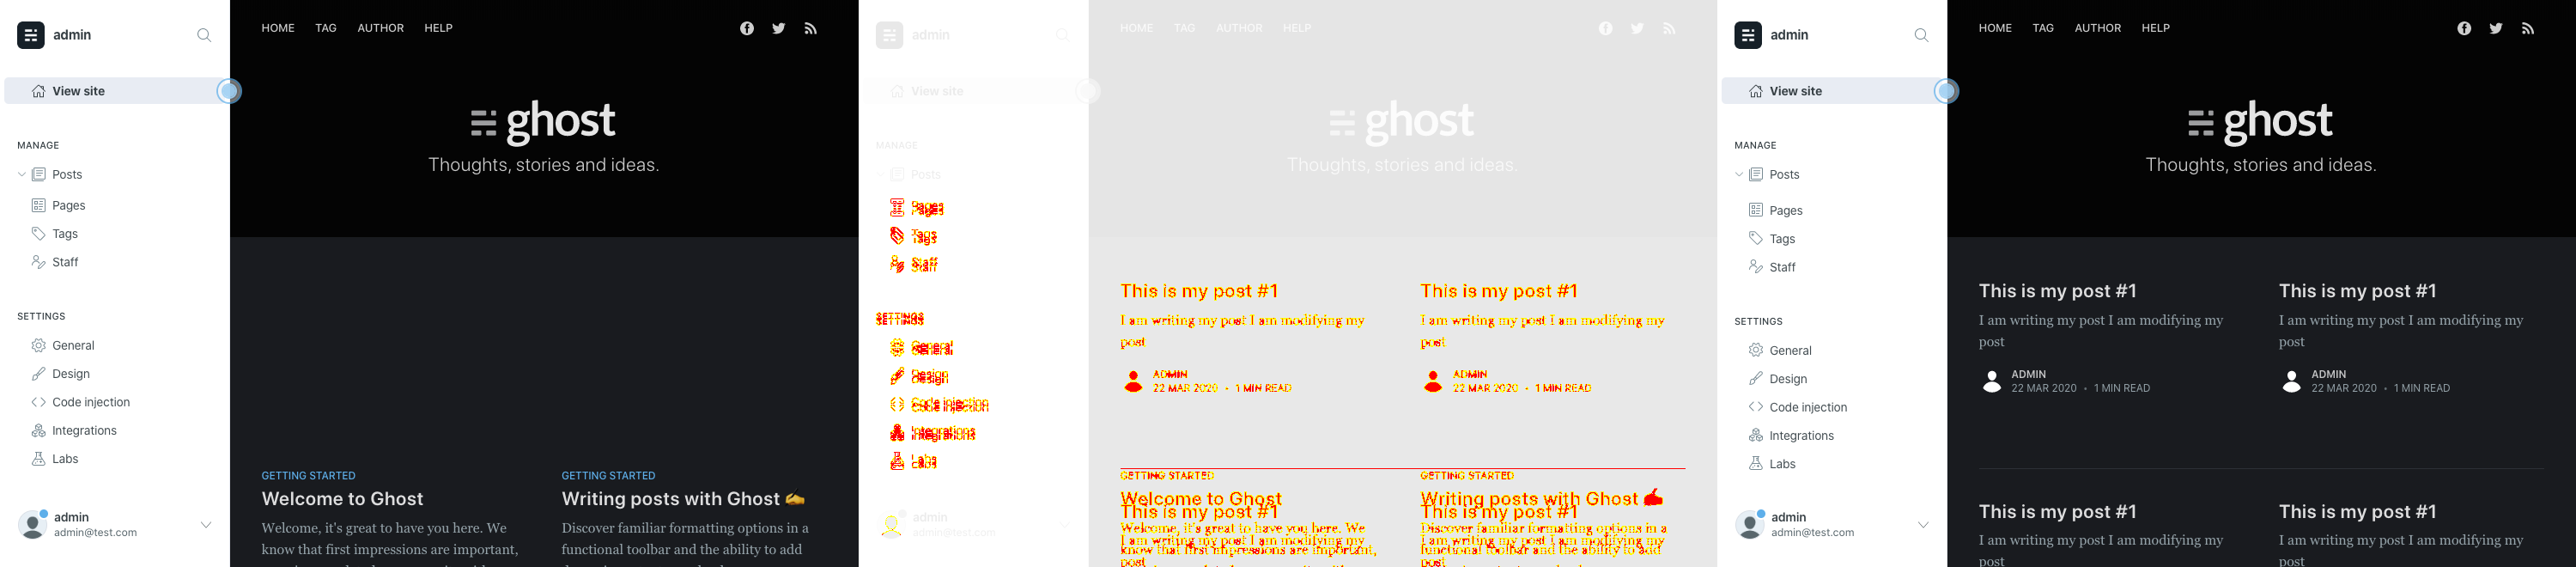 admin
View site
MANAGE
Posts
Pages
Tags
Staff
SETTINGS
General
Design
Code injection
Integrations
Labs
admin
admin@test.com
HOME TAG AUTHOR HELP
ghost
Thoughts, stories and ideas.
GETTING STARTED
Welcome to Ghost
Welcome, it's great to have you here. We
know that first impressions are important,
GETTING STARTED
Writing posts with Ghost ✍️
Discover familiar formatting options in a
functional toolbar and the ability to add
admin
View site
MANAGE
Posts
Pages
Tags
Staff
SETTINGS
General
Design
Code injection
Integrations
Labs
admin
admin@test.com
HOME TAG AUTHOR HELP
ghost
Thoughts, stories and ideas.
This is my post #1
I am writing my post I am modifying my
post
ADMIN
22 MAR 2020 • 1 MIN READ
This is my post #1
I am writing my post I am modifying my
post
ADMIN
22 MAR 2020 • 1 MIN READ
GETTING STARTED
Welcome to Ghost
This is my post #1
Welcome, it's great to have you here. We
I am writing my post I am modifying my
know that first impressions are important,
post
GETTING STARTED
Writing posts with Ghost
This is my post #1
Discover familiar formatting options in a
I am writing my post I am modifying my
functional toolbar and the ability to add
post
admin
View site
MANAGE
Posts
Pages
Tags
Staff
SETTINGS
General
Design
Code injection
Integrations
Labs
admin
admin@test.com
HOME TAG AUTHOR HELP
ghost
Thoughts, stories and ideas.
This is my post #1
I am writing my post I am modifying my
post
ADMIN
22 MAR 2020 • 1 MIN READ
This is my post #1
I am writing my post I am modifying my
post
ADMIN
22 MAR 2020 • 1 MIN READ
This is my post #1
I am writing my post I am modifying my
post
This is my post #1
I am writing my post I am modifying my
post